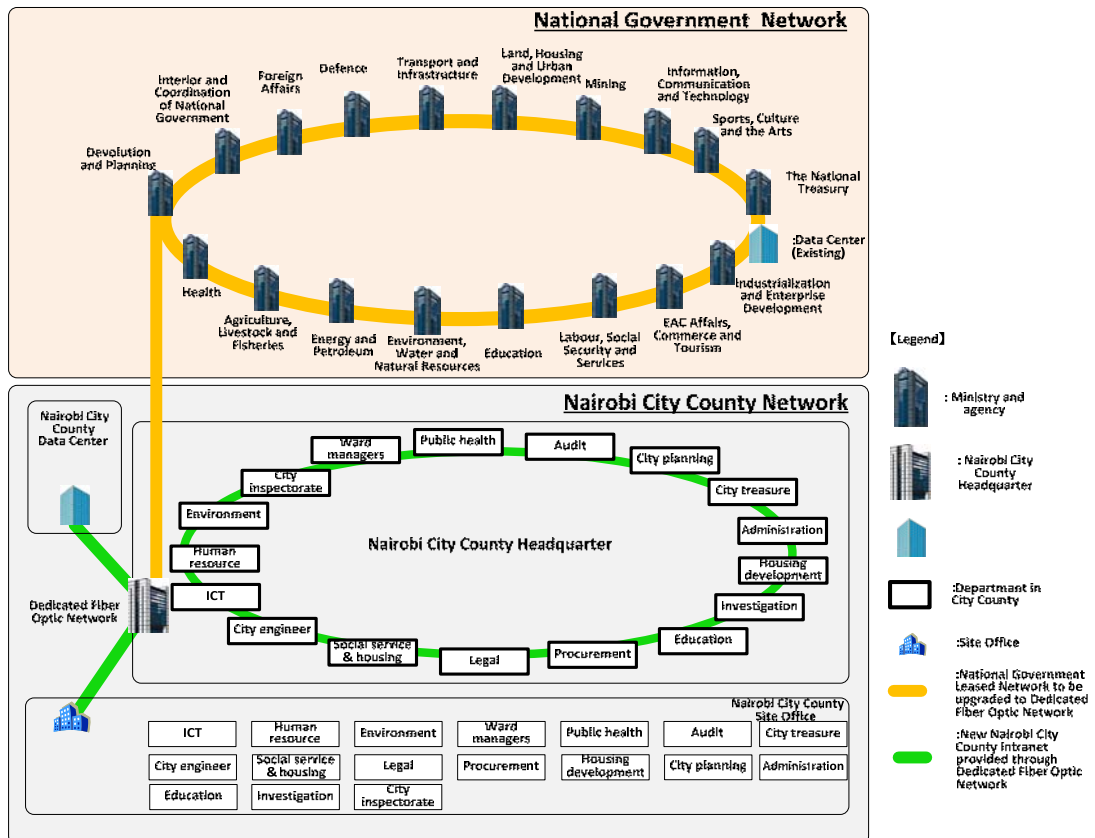 National Government Network
Interior and
Coordination
of National
Government
Foreign
Affairs
Defence
Transport and
Infrastructure
Land, Housing
and Urban
Development
Mining
Information,
Communication
and Technology
Sports, Culture
and the Arts
Devolution
and Planning
The National
Treasury
:Data Center
(Existing)
Health
Agriculture,
Livestock and
Fisheries
Energy and
Petroleum
Environment,
Water and
Natural Resources
Education
Labour, Social
Security and
Services
EAC Affairs,
Commerce and
Tourism
Industrialization
and Enterprise
Development
Nairobi City County Network
Nairobi City
County
Data Center
Dedicated Fiber
Optic Network
Ward
managers
Public health
Audit
City planning
City
inspectorate
City treasure
Environment
Administration
Human
resource
Nairobi City County Headquarter
Housing
development
ICT
Investigation
City engineer
Education
Social service
& housing
Legal
Procurement
Nairobi City County
Site Office
ICT
Human
resource
Environment
Ward
managers
Public health
Audit
City treasure
City engineer
Social service
& housing
Legal
Procurement
Housing
development
City planning
Administration
Education
Investigation
City
inspectorate
【Legend】
: Ministry and
agency
: Nairobi City
County
Headquarter
:Departmant in
City County
:Site Office
:National Government
Leased Network to be
upgraded to Dedicated
Fiber Optic Network
:New Nairobi City
County intranet
provided through
Dedicated Fiber Optic
Network